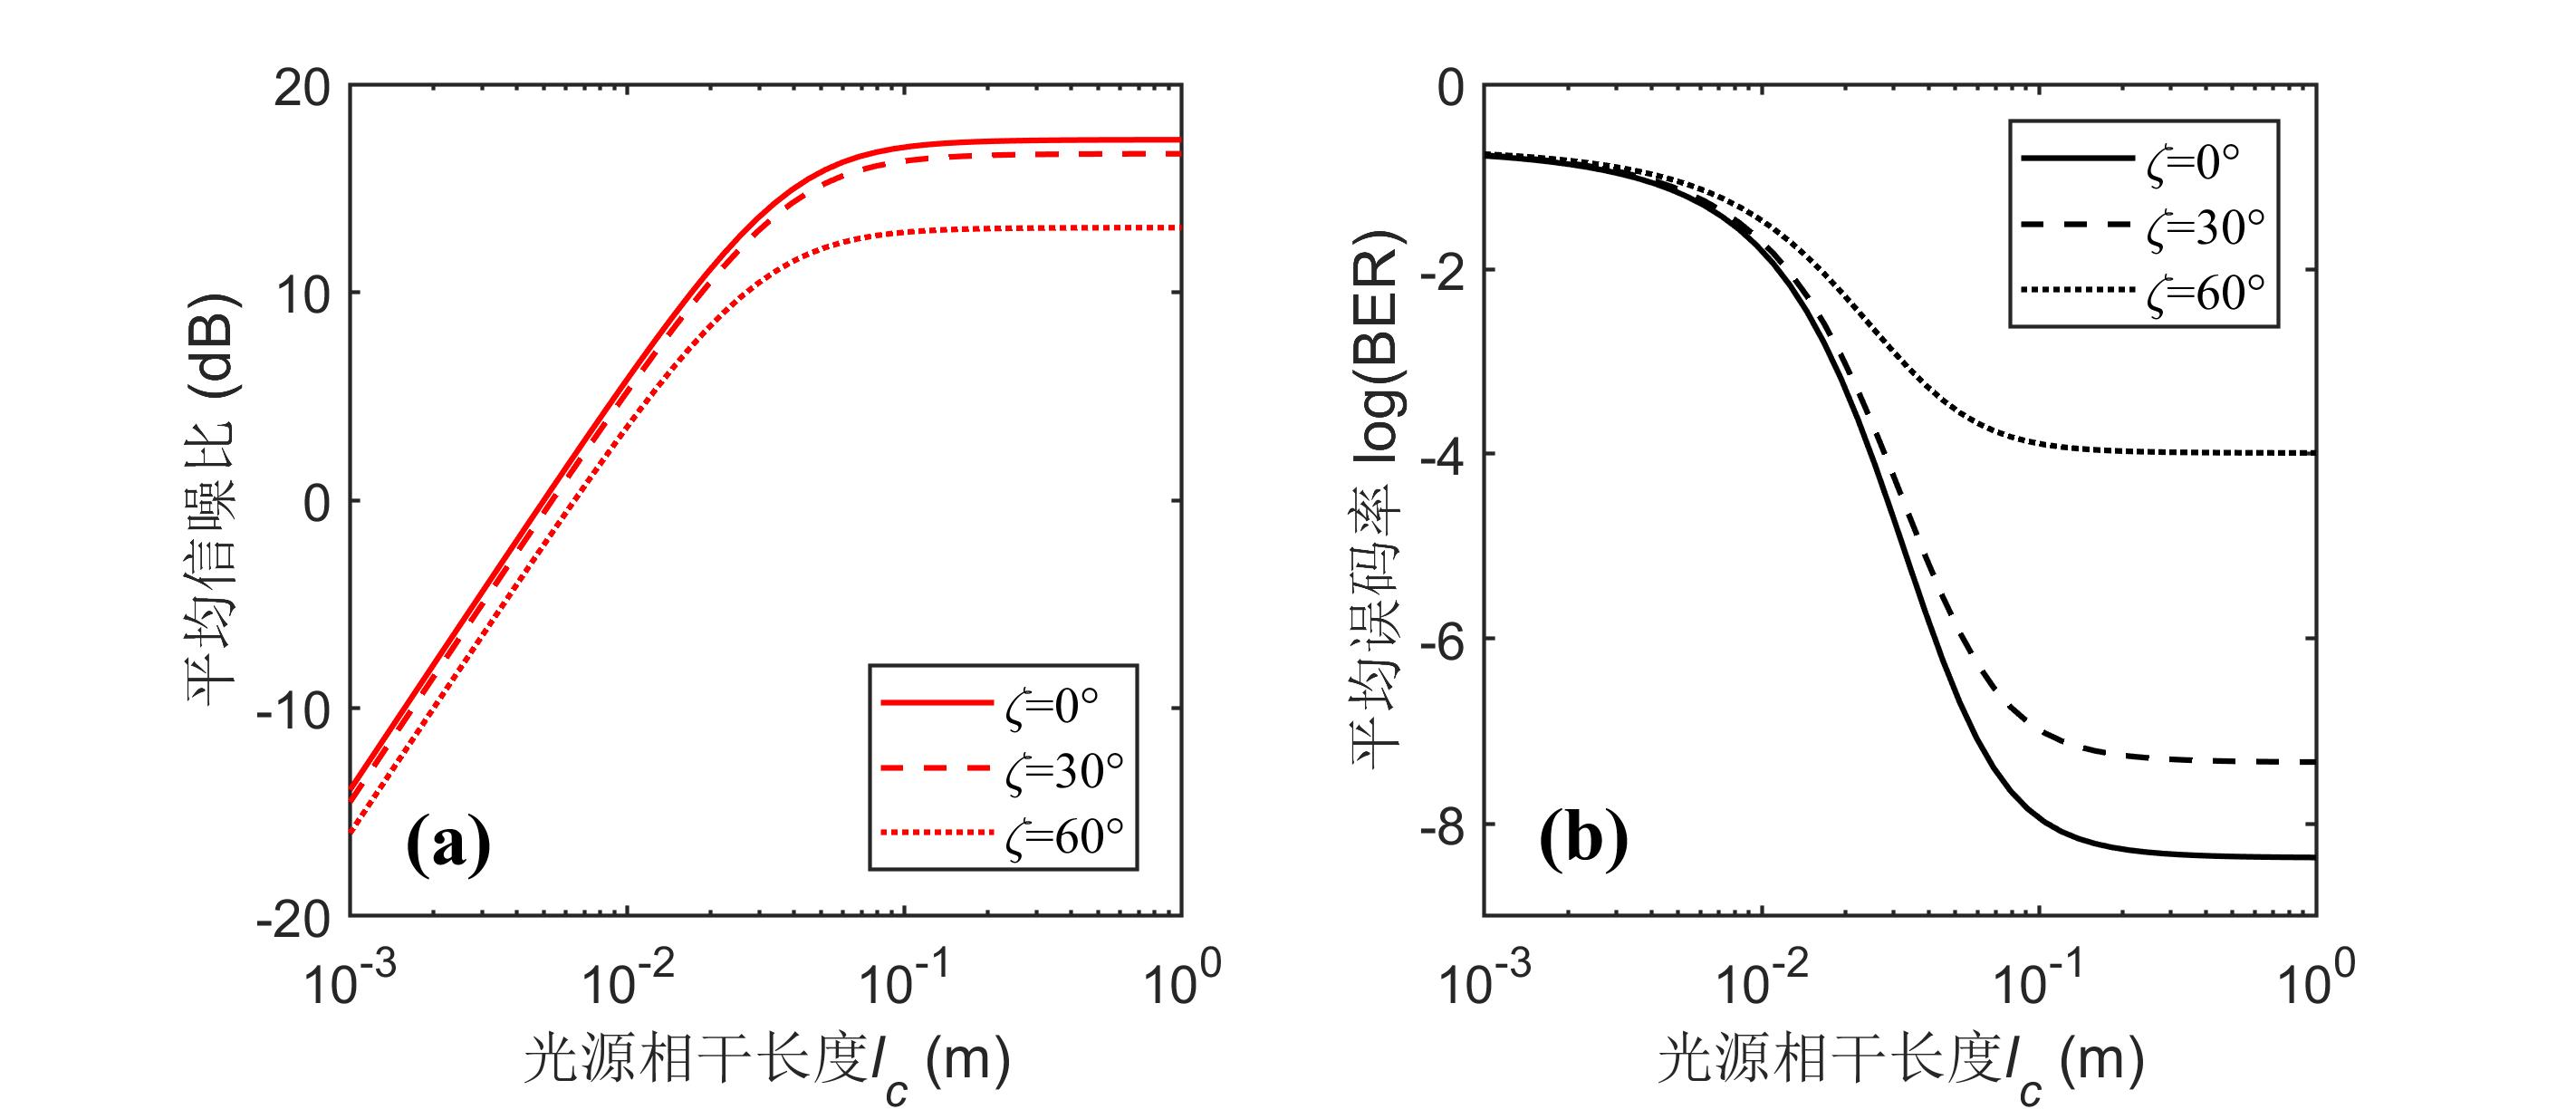 平均信噪比 (dB)
20
10
0
-10
-20
ζ=0°
ζ=30°
ζ=60°
(a)
10-3 10-2 10-1 100
光源相干长度lc (m)
平均误码率 log(BER)
0
-2
-4
-6
-8
ζ=0°
ζ=30°
ζ=60°
(b)
10-3 10-2 10-1 100
光源相干长度lc (m)